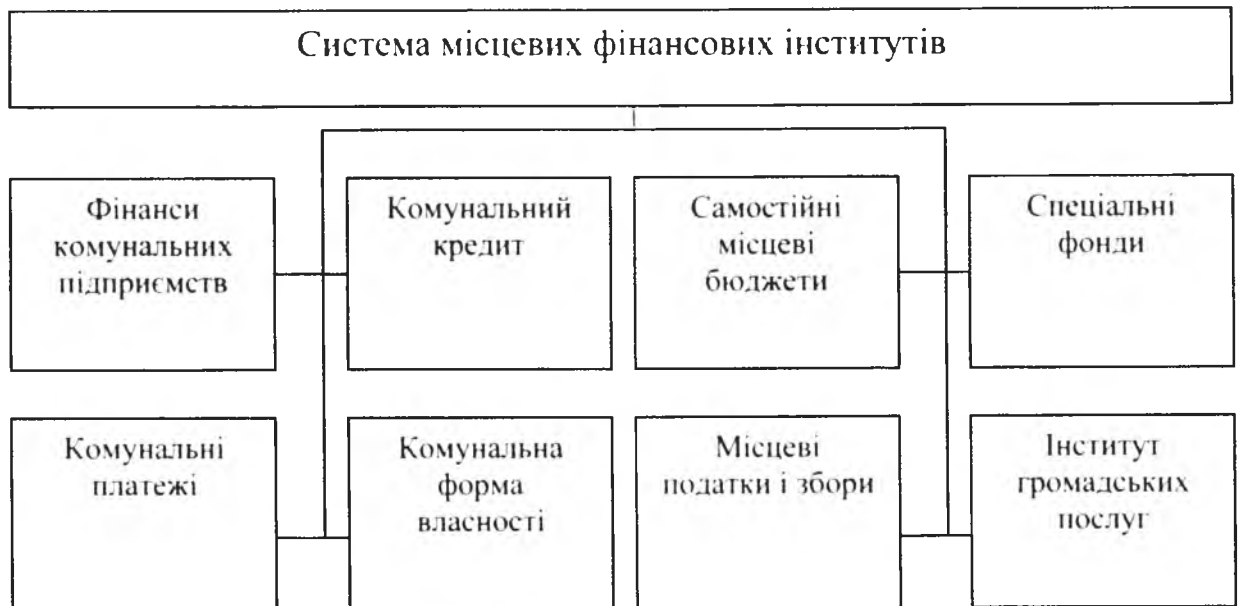 Система місцевих фінансових інститутів
Фінанси
комунальних
підприємств
Комунальний
кредит
Самостійні
місцеві
бюджети
Спеціальні
фонди
Комунальні
платежі
Комунальна
форма
власності
Місцеві
податки і збори
Інститут
громадських
послуг